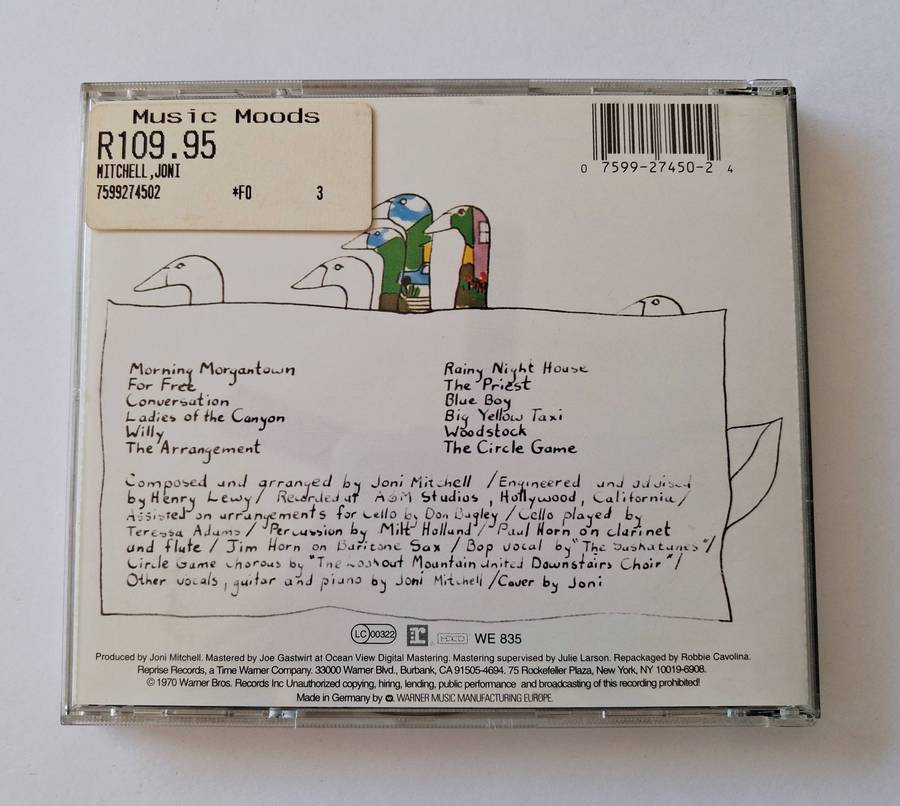 Music Moods
R109.95
MITCHELL,JONI
7599274502 *FO 3
0 7599-27450-2 4
Morning Morgantown
For Free
Conversation
Ladies of the Canyon
Willy
The Arrangement
Rainy Night House
The Priest
Blue Boy
Big Yellow Taxi
Woodstock
The Circle Game
Composed and arranged by Joni Mitchell / Engineered and advised
by Henry Lewy / Recorded at A&M Studios, Hollywood, California /
Assisted on arrangements for Cello by Don Bagley / Cello played by
Teressa Adams / Percussion by Milt Holland / Paul Horn on clarinet
and flute / Jim Horn on Baritone Sax / Bop vocal by "The Saskatunes" /
Circle Game chorus by "The Lookout Mountain United Downstairs Choir" /
Other vocals, guitar and piano by Joni Mitchell / Cover by Joni
LC 00322 r HDCD WE 835
Produced by Joni Mitchell. Mastered by Joe Gastwirt at Ocean View Digital Mastering. Mastering supervised by Julie Larson. Repackaged by Robbie Cavolina.
Reprise Records, a Time Warner Company. 33000 Warner Blvd., Burbank, CA 91505-4694. 75 Rockefeller Plaza, New York, NY 10019-6908.
© 1970 Warner Bros. Records Inc Unauthorized copying, hiring, lending, public performance and broadcasting of this recording prohibited!
Made in Germany by WARNER MUSIC MANUFACTURING EUROPE.